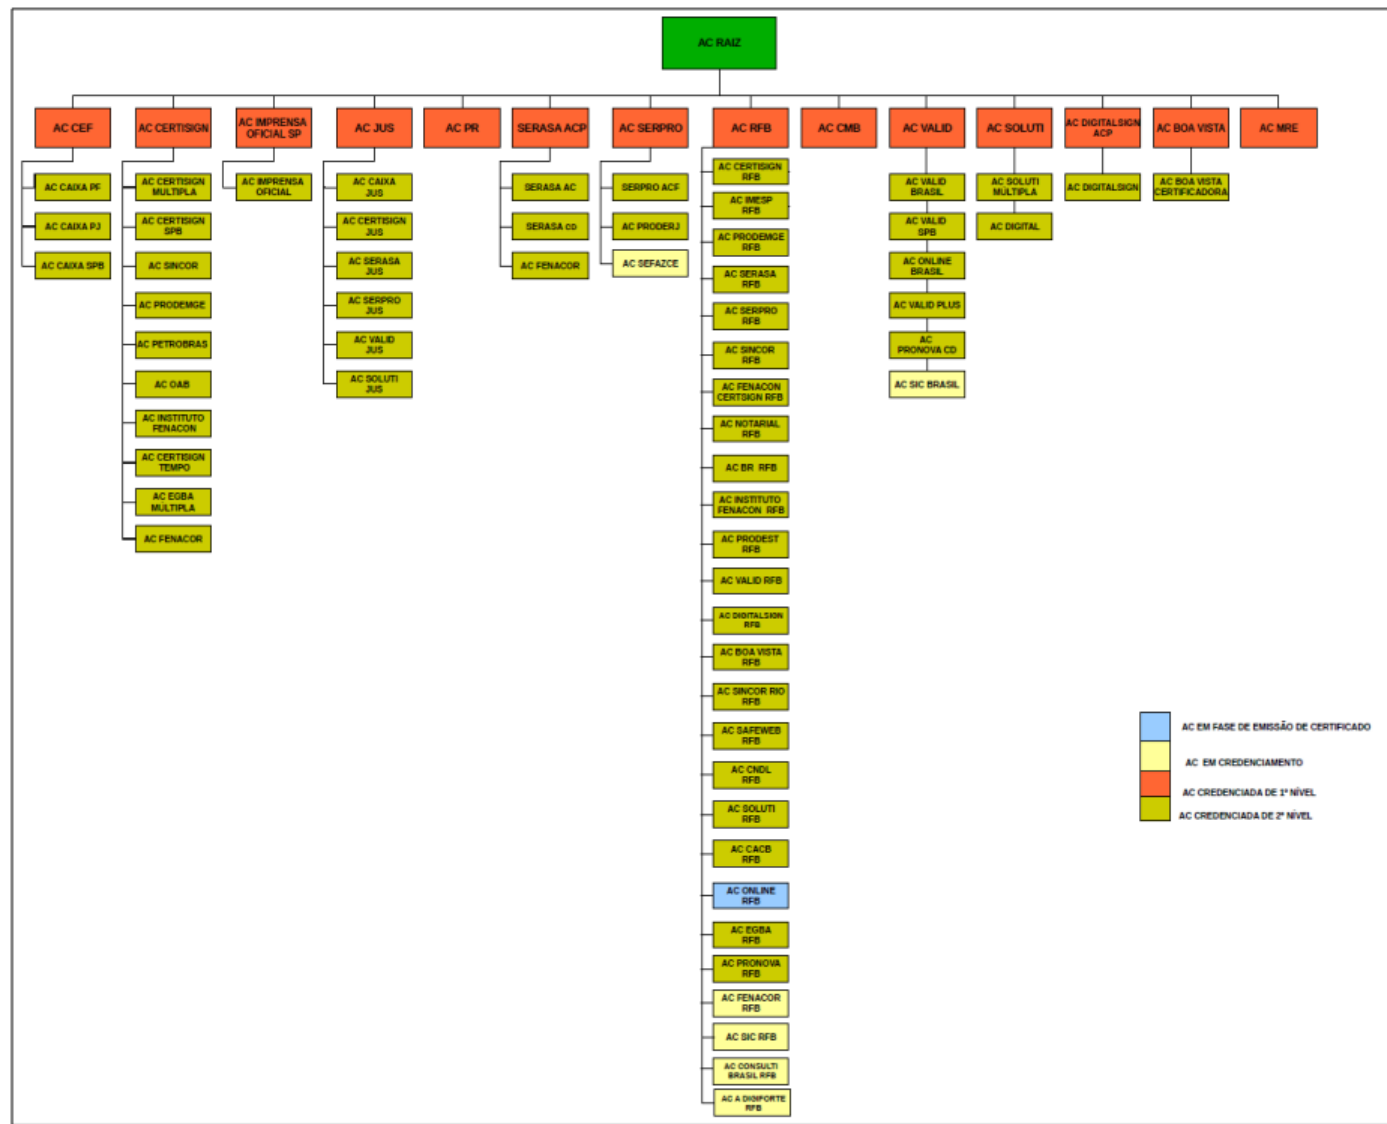 AC RAIZ
AC CEF
AC CERTISIGN
AC IMPRENSA
OFICIAL SP
AC JUS
AC PR
SERASA ACP
AC SERPRO
AC RFB
AC CMB
AC VALID
AC SOLUTI
AC DIGITALSIGN
ACP
AC BOA VISTA
AC MRE
AC CAIXA PF
AC CAIXA PJ
AC CAIXA SPB
AC CERTISIGN
MULTIPLA
AC CERTISIGN
SPB
AC SINCOR
AC PRODEMGE
AC PETROBRAS
AC OAB
AC INSTITUTO
FENACON
AC CERTISIGN
TEMPO
AC EGBA
MÚLTIPLA
AC FENACOR
AC IMPRENSA
OFICIAL
AC CAIXA
JUS
AC CERTISIGN
JUS
AC SERASA
JUS
AC SERPRO
JUS
AC VALID
JUS
AC SOLUTI
JUS
SERASA AC
SERASA CD
AC FENACOR
SERPRO ACF
AC PRODERJ
AC SEFAZCE
AC CERTISIGN
RFB
AC IMESP
RFB
AC PRODEMGE
RFB
AC SERASA
RFB
AC SERPRO
RFB
AC SINCOR
RFB
AC FENACON
CERTSIGN RFB
AC NOTARIAL
RFB
AC BR RFB
AC INSTITUTO
FENACON RFB
AC PRODEST
RFB
AC VALID RFB
AC DIGITALSIGN
RFB
AC BOA VISTA
RFB
AC SINCOR RIO
RFB
AC SAFEWEB
RFB
AC CNDL
RFB
AC SOLUTI
RFB
AC CACB
RFB
AC ONLINE
RFB
AC EGBA
RFB
AC PRONOVA
RFB
AC FENACOR
RFB
AC SIC RFB
AC CONSULTI
BRASIL RFB
AC A DIGIFORTE
RFB
AC VALID
BRASIL
AC VALID
SPB
AC ONLINE
BRASIL
AC VALID PLUS
AC
PRONOVA CD
AC SIC BRASIL
AC SOLUTI
MÚLTIPLA
AC DIGITAL
AC DIGITALSIGN
AC BOA VISTA
CERTIFICADORA
AC EM FASE DE EMISSÃO DE CERTIFICADO
AC EM CREDENCIAMENTO
AC CREDENCIADA DE 1º NÍVEL
AC CREDENCIADA DE 2º NÍVEL